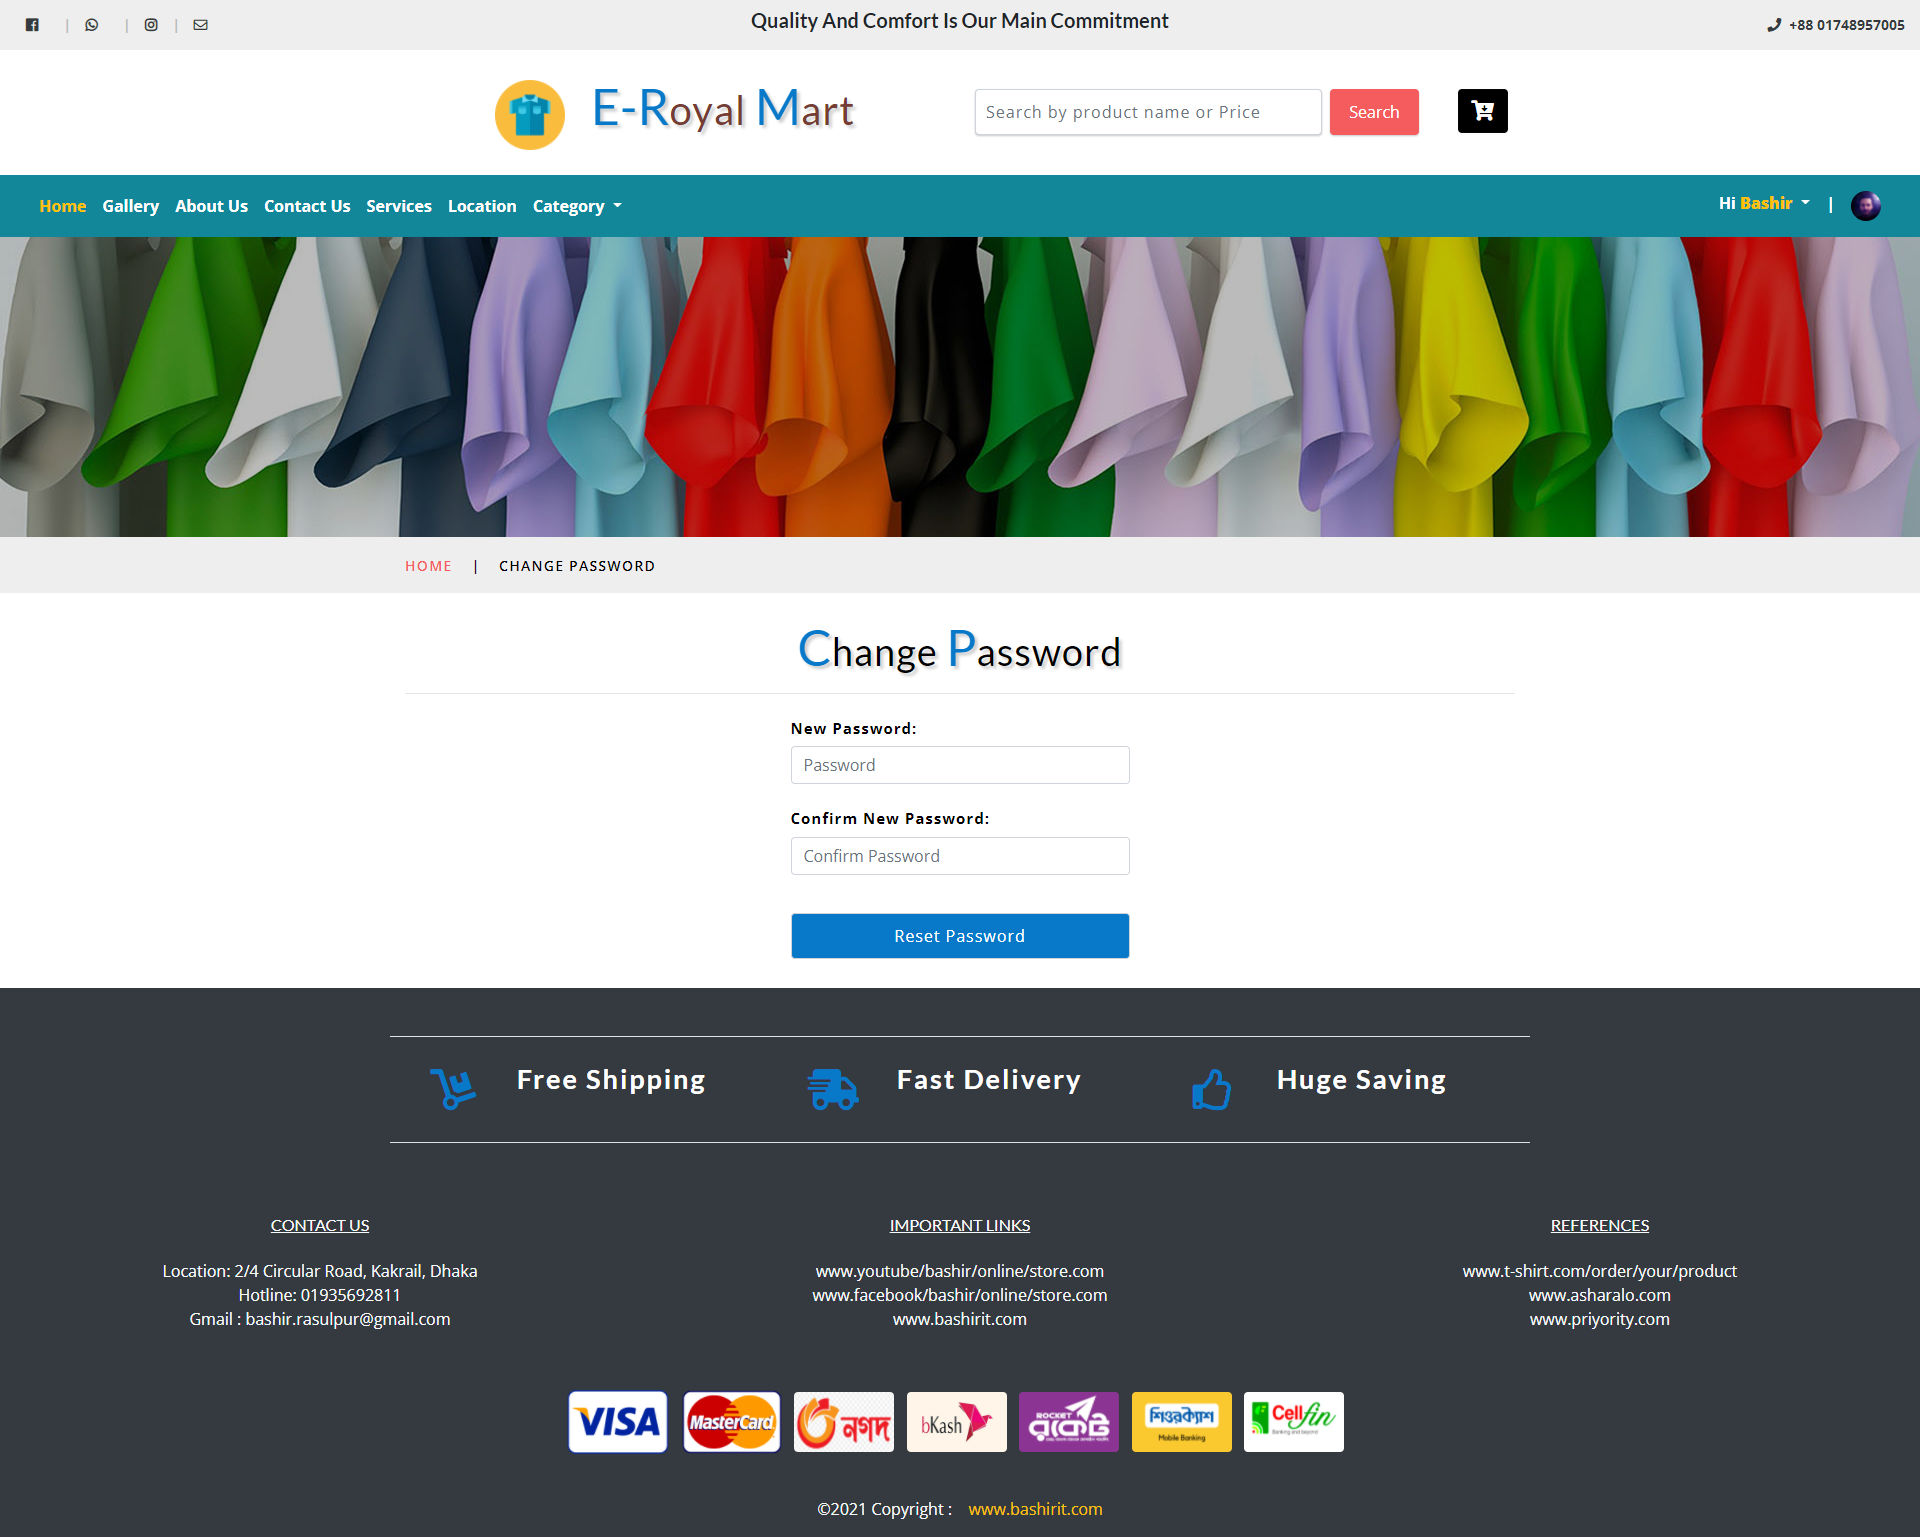 Quality And Comfort Is Our Main Commitment
+88 01748957005
E-Royal Mart
Search by product name or Price
Search
Home Gallery About Us Contact Us Services Location Category
Hi Bashir |
HOME | CHANGE PASSWORD
Change Password
New Password:
Password
Confirm New Password:
Confirm Password
Reset Password
Free Shipping
Fast Delivery
Huge Saving
CONTACT US
Location: 2/4 Circular Road, Kakrail, Dhaka
Hotline: 01935692811
Gmail : bashir.rasulpur@gmail.com
IMPORTANT LINKS
www.youtube/bashir/online/store.com
www.facebook/bashir/online/store.com
www.bashirit.com
REFERENCES
www.t-shirt.com/order/your/product
www.asharalo.com
www.priyority.com
VISA
MasterCard
নগদ
bKash
ROCKET
রকেট
শিওরক্যাশ
Mobile Banking
Cellfin
Banking and beyond
©2021 Copyright : www.bashirit.com